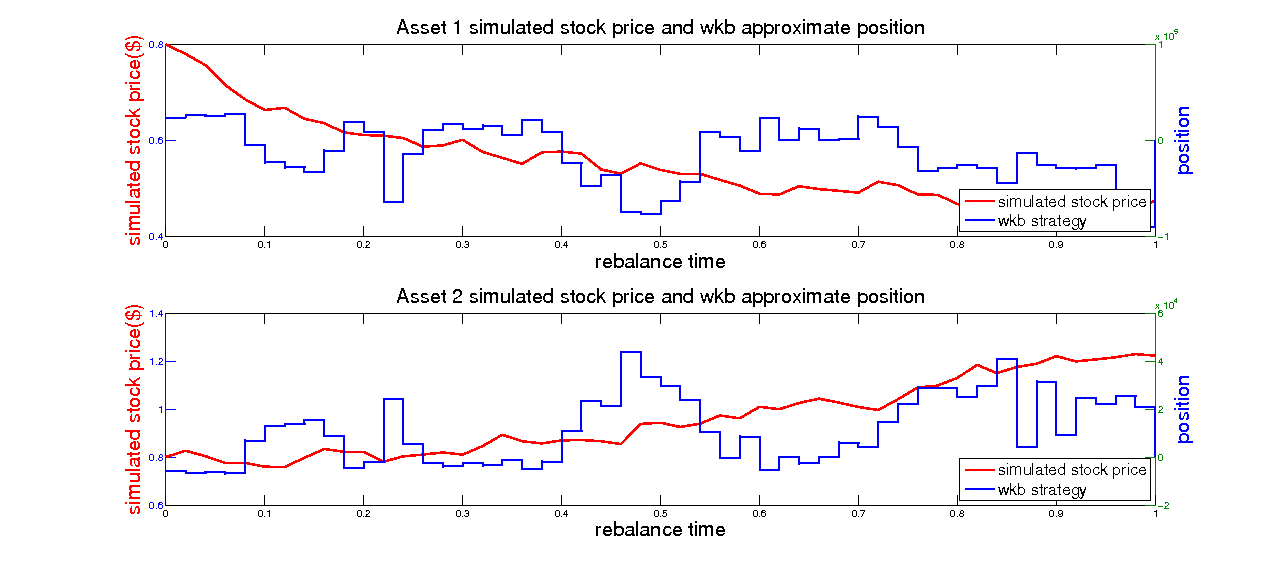 Asset 1 simulated stock price and wkb approximate position
x 10^5
0.8
0.6
0.4
1
0
-1
simulated stock price($)
position
simulated stock price
wkb strategy
0 0.1 0.2 0.3 0.4 0.5 0.6 0.7 0.8 0.9 1
rebalance time
Asset 2 simulated stock price and wkb approximate position
x 10^4
1.4
1.2
1
0.8
0.6
6
4
2
0
-2
simulated stock price($)
position
simulated stock price
wkb strategy
0 0.1 0.2 0.3 0.4 0.5 0.6 0.7 0.8 0.9 1
rebalance time